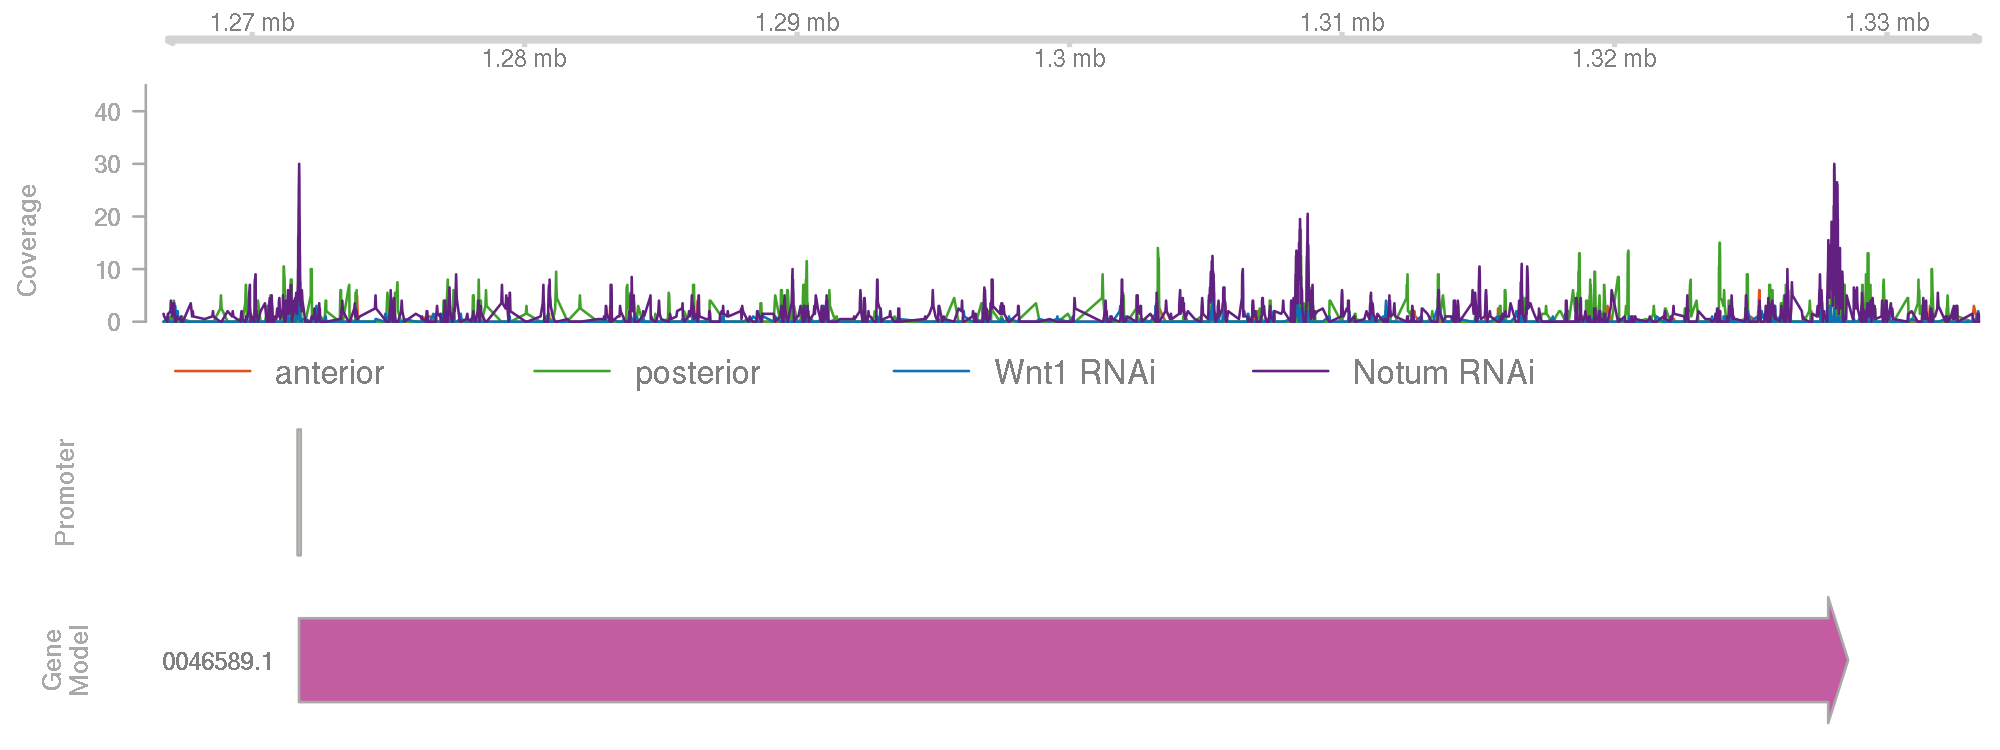 1.27 mb 1.29 mb 1.31 mb 1.33 mb
1.28 mb 1.3 mb 1.32 mb
Coverage
40
30
20
10
0
anterior posterior Wnt1 RNAi Notum RNAi
Promoter
Gene
Model
0046589.1